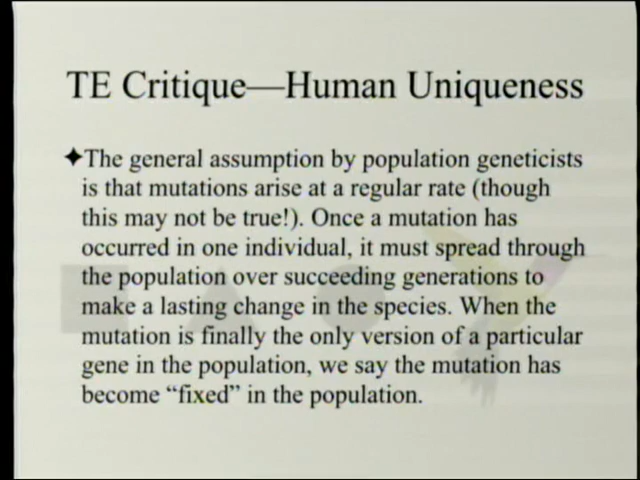 TE Critique—Human Uniqueness
✦The general assumption by population geneticists
is that mutations arise at a regular rate (though
this may not be true!). Once a mutation has
occurred in one individual, it must spread through
the population over succeeding generations to
make a lasting change in the species. When the
mutation is finally the only version of a particular
gene in the population, we say the mutation has
become “fixed” in the population.